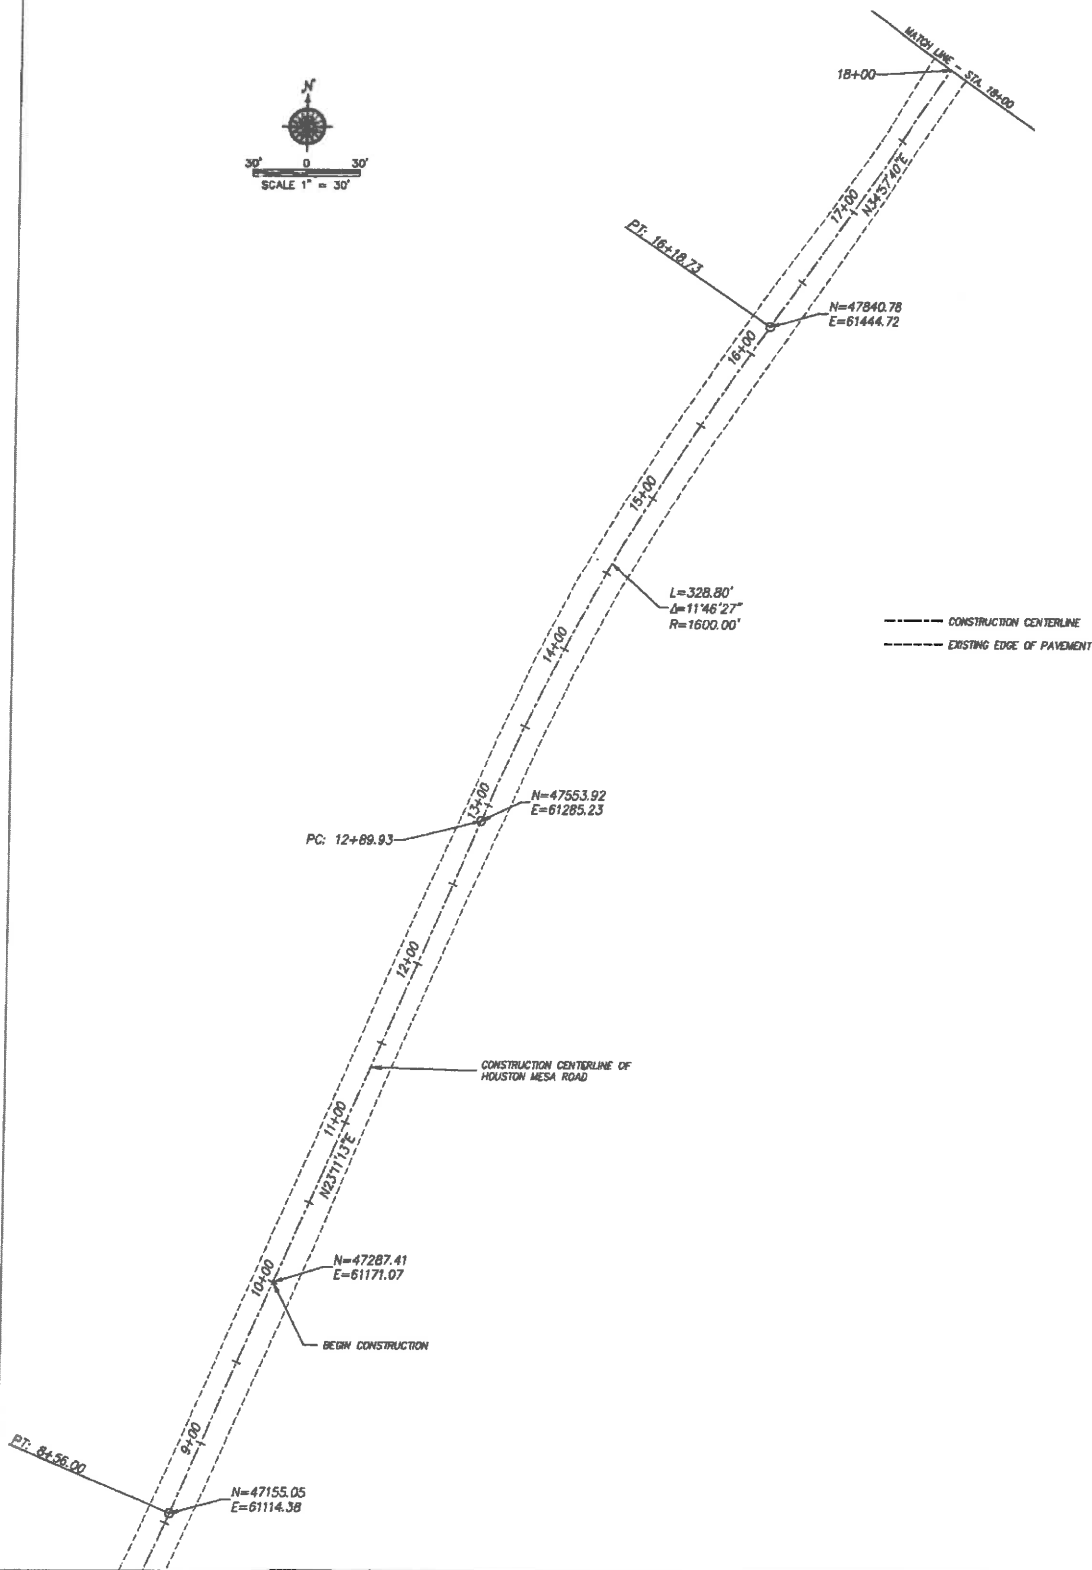 MATCH LINE - STA. 18+00
18+00
N
30' 0 30'
SCALE 1" = 30'
17+00
N34°57'40"E
PT: 16+18.73
N=47840.78
E=61444.72
16+00
15+00
L=328.80'
Δ=11°46'27"
R=1600.00'
CONSTRUCTION CENTERLINE
EXISTING EDGE OF PAVEMENT
14+00
13+00
N=47553.92
E=61285.23
PC: 12+89.93
12+00
CONSTRUCTION CENTERLINE OF
HOUSTON MESA ROAD
11+00
N23°11'13"E
10+00
N=47287.41
E=61171.07
BEGIN CONSTRUCTION
9+00
PT: 8+56.00
N=47155.05
E=61114.38